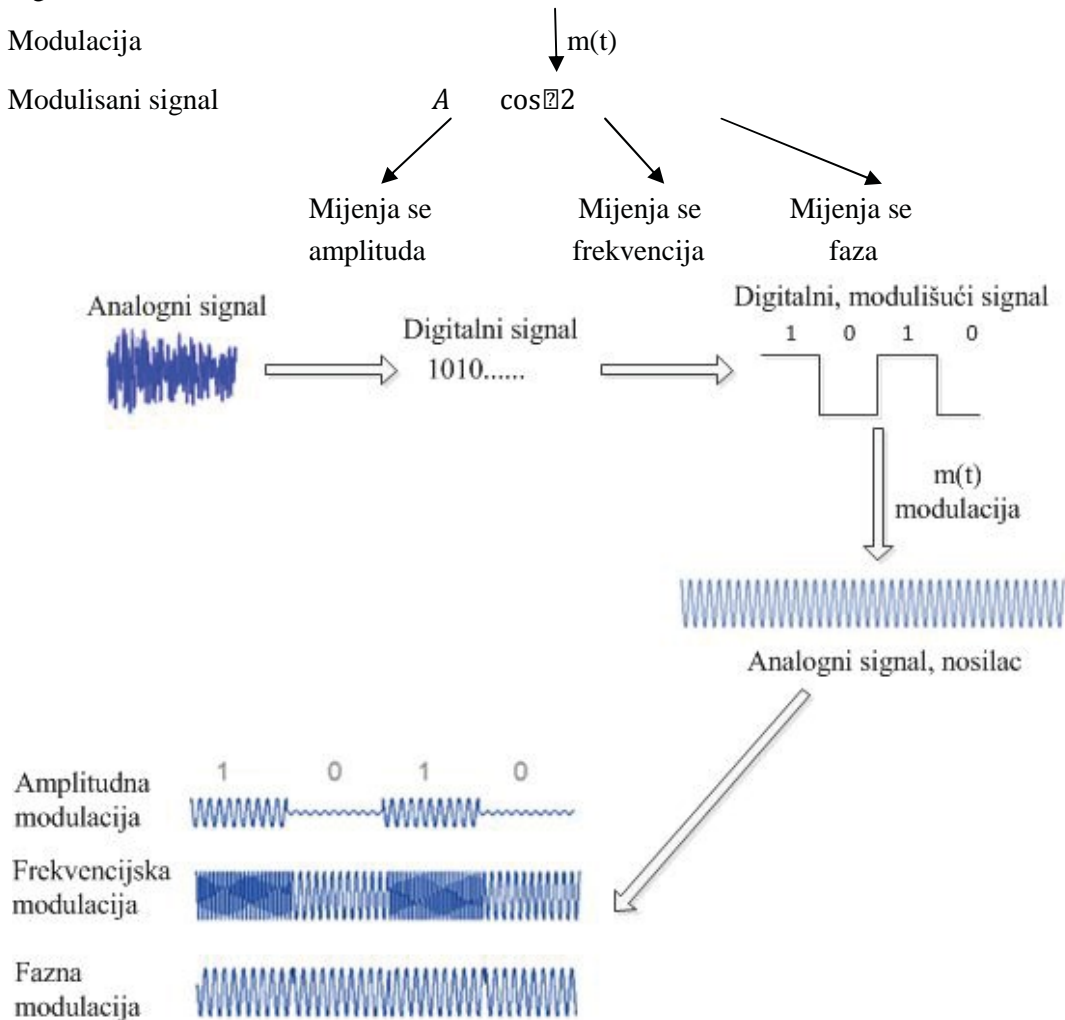 Modulacija m(t)
Modulisani signal A cos�2
Mijenja se Mijenja se Mijenja se
amplituda frekvencija faza
Analogni signal
Digitalni signal
1010......
Digitalni, modulišući signal
1 0 1 0
m(t)
modulacija
Analogni signal, nosilac
1 0 1 0
Amplitudna
modulacija
Frekvencijska
modulacija
Fazna
modulacija